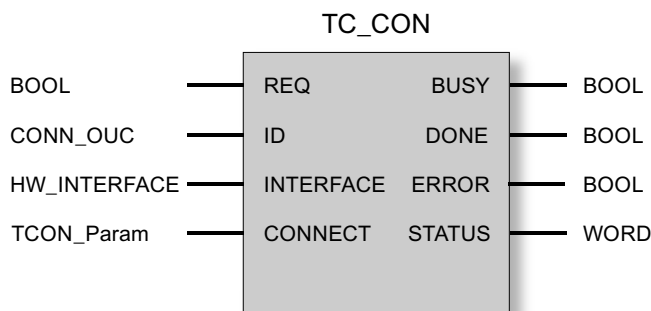 TC_CON
BOOL REQ BUSY BOOL
CONN_OUC ID DONE BOOL
HW_INTERFACE INTERFACE ERROR BOOL
TCON_Param CONNECT STATUS WORD